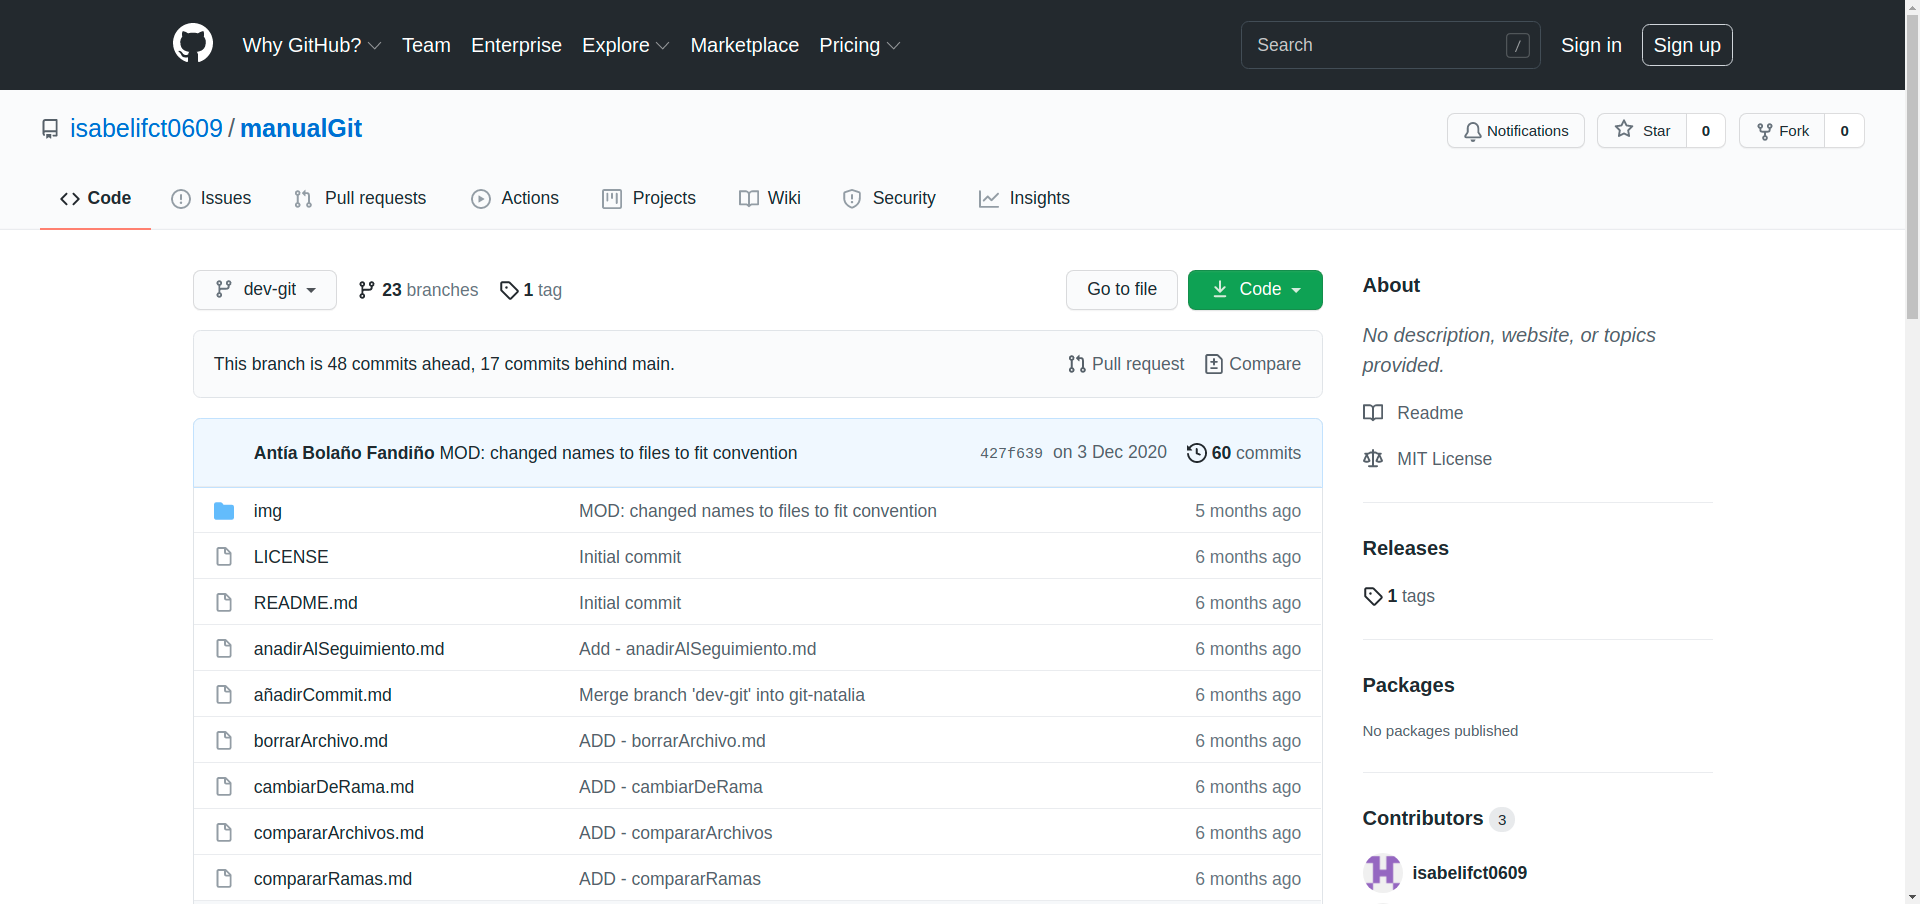 Why GitHub? Team Enterprise Explore Marketplace Pricing Search / Sign in Sign up
isabelifct0609 / manualGit Notifications Star 0 Fork 0
Code Issues Pull requests Actions Projects Wiki Security Insights
dev-git 23 branches 1 tag Go to file Code
This branch is 48 commits ahead, 17 commits behind main. Pull request Compare
Antía Bolaño Fandiño MOD: changed names to files to fit convention 427f639 on 3 Dec 2020 60 commits
img MOD: changed names to files to fit convention 5 months ago
LICENSE Initial commit 6 months ago
README.md Initial commit 6 months ago
anadirAlSeguimiento.md Add - anadirAlSeguimiento.md 6 months ago
añadirCommit.md Merge branch 'dev-git' into git-natalia 6 months ago
borrarArchivo.md ADD - borrarArchivo.md 6 months ago
cambiarDeRama.md ADD - cambiarDeRama 6 months ago
compararArchivos.md ADD - compararArchivos 6 months ago
compararRamas.md ADD - compararRamas 6 months ago
About
No description, website, or topics
provided.
Readme
MIT License
Releases
1 tags
Packages
No packages published
Contributors 3
isabelifct0609